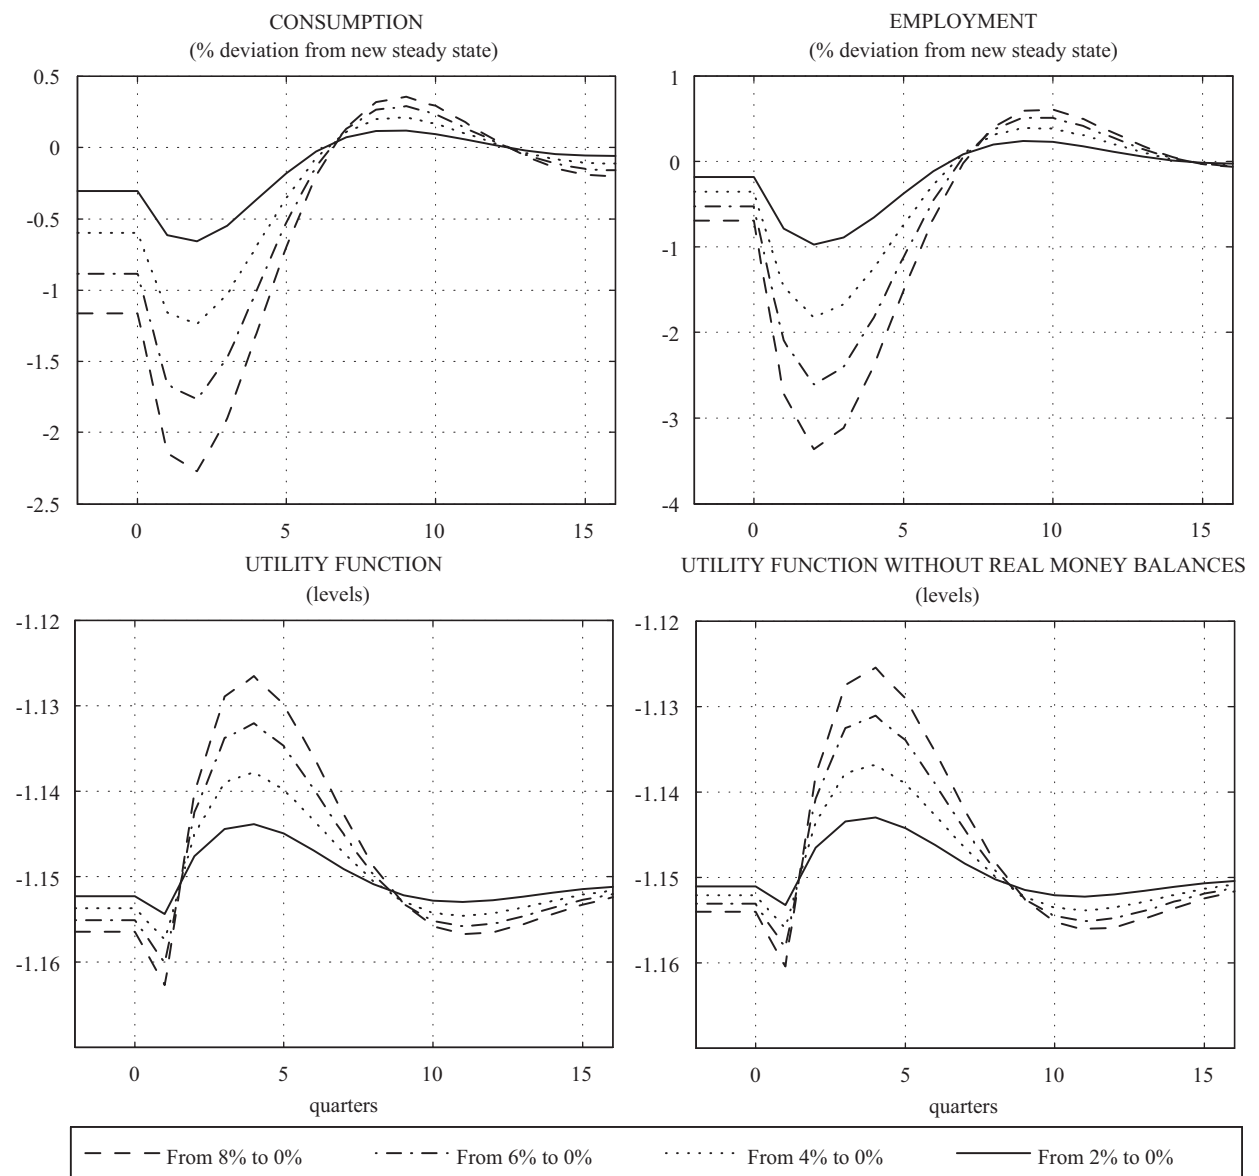 CONSUMPTION
(% deviation from new steady state)
0.5
0
-0.5
-1
-1.5
-2
-2.5
0 5 10 15
EMPLOYMENT
(% deviation from new steady state)
1
0
-1
-2
-3
-4
0 5 10 15
UTILITY FUNCTION
(levels)
-1.12
-1.13
-1.14
-1.15
-1.16
0 5 10 15
quarters
UTILITY FUNCTION WITHOUT REAL MONEY BALANCES
(levels)
-1.12
-1.13
-1.14
-1.15
-1.16
0 5 10 15
quarters
From 8% to 0% From 6% to 0% From 4% to 0% From 2% to 0%